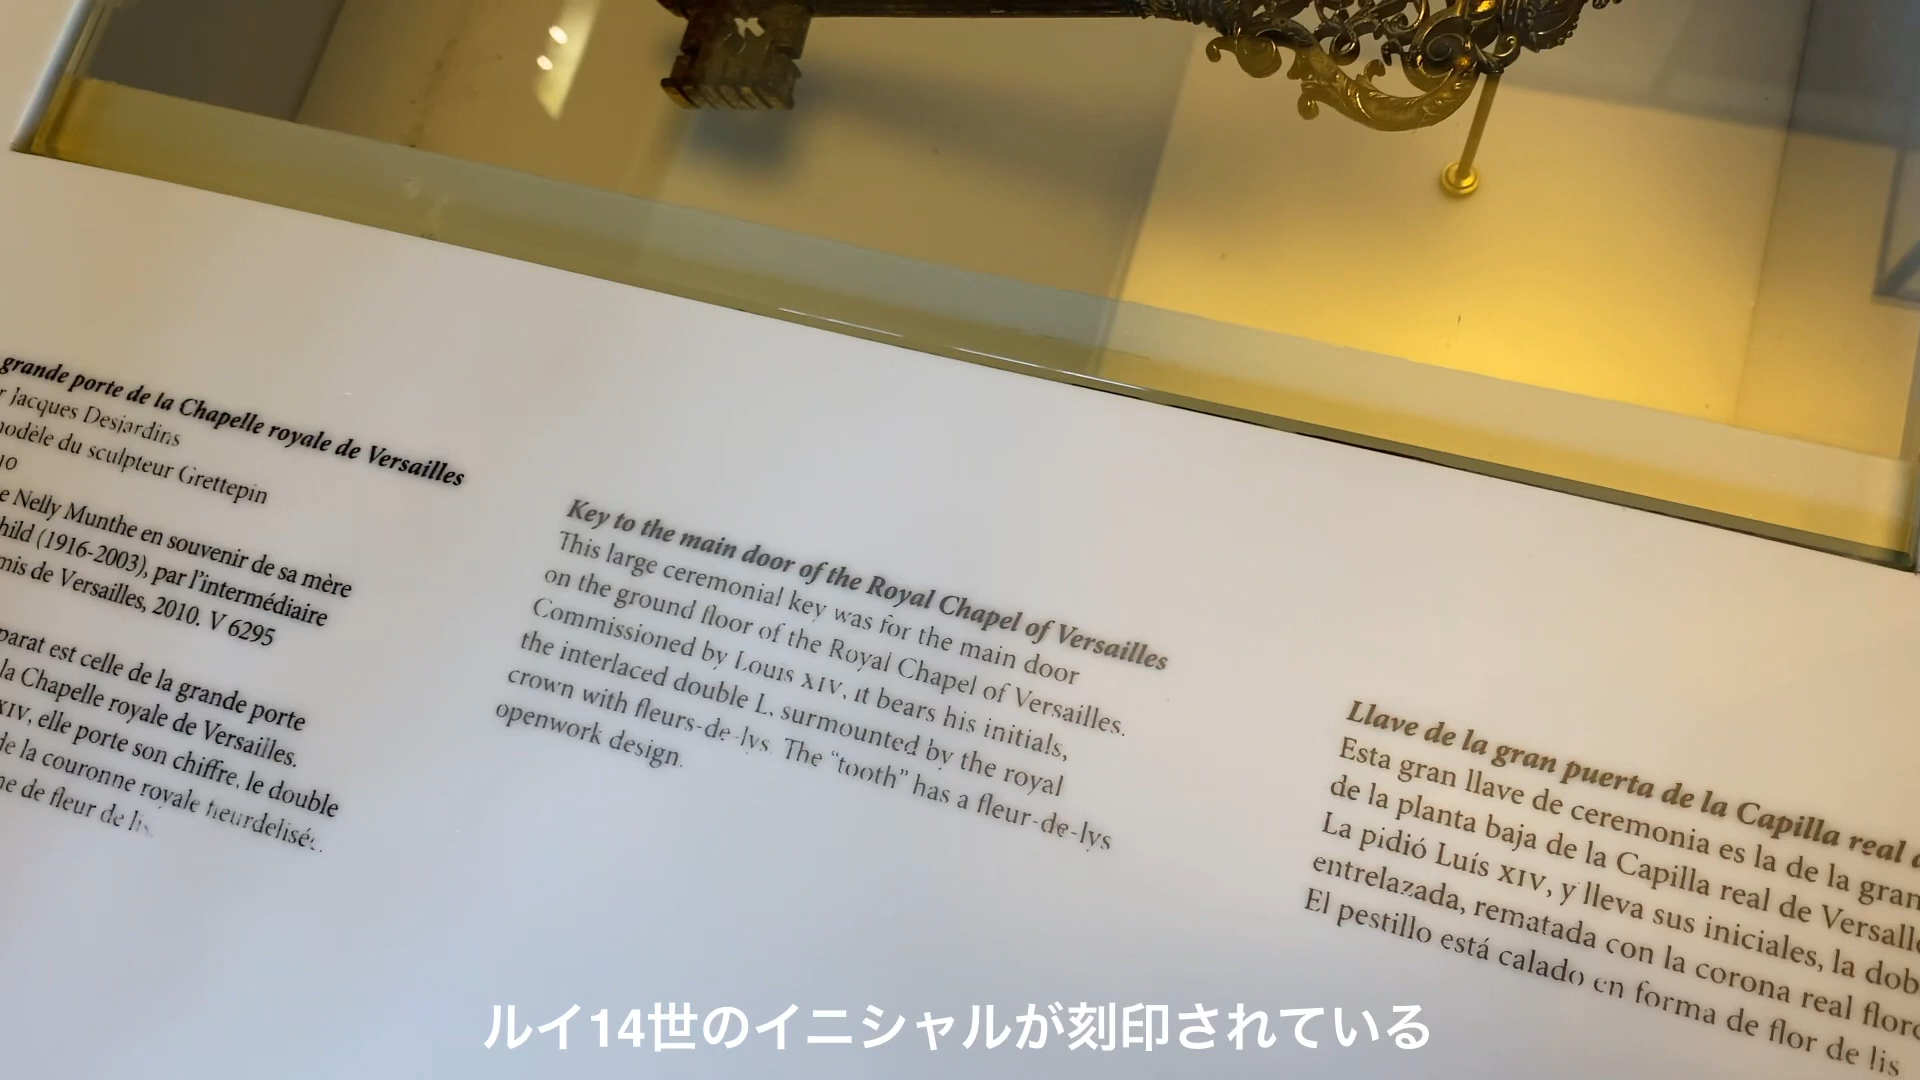 grande porte de la Chapelle royale de Versailles
r Jacques Desjardins
modèle du sculpteur Grettepin
10
e Nelly Munthe en souvenir de sa mère
hild (1916-2003), par l'intermédiaire
mis de Versailles, 2010. V 6295
parat est celle de la grande porte
la Chapelle royale de Versailles.
XIV, elle porte son chiffre, le double
de la couronne royale fleurdelisée.
ne de fleur de lis.
Key to the main door of the Royal Chapel of Versailles
This large ceremonial key was for the main door
on the ground floor of the Royal Chapel of Versailles.
Commissioned by Louis XIV, it bears his initials,
the interlaced double L, surmounted by the royal
crown with fleurs-de-lys. The “tooth” has a fleur-de-lys
openwork design.
Llave de la gran puerta de la Capilla real d
Esta gran llave de ceremonia es la de la gran
de la planta baja de la Capilla real de Versalle
La pidió Luís XIV, y lleva sus iniciales, la dob
entrelazada, rematada con la corona real flord
El pestillo está calado en forma de flor de lis
ルイ14世のイニシャルが刻印されている